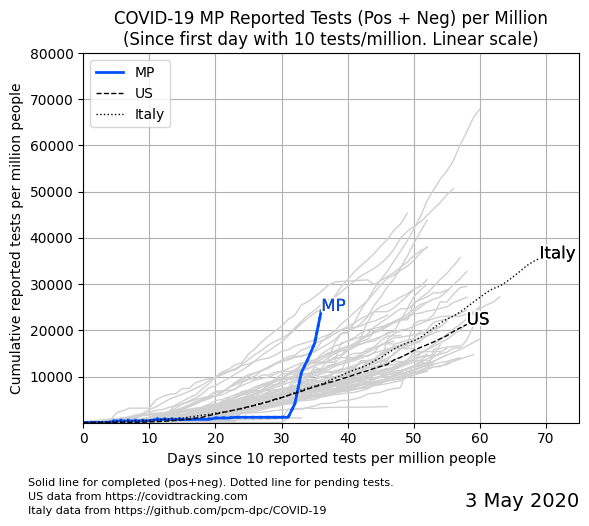 COVID-19 MP Reported Tests (Pos + Neg) per Million
(Since first day with 10 tests/million. Linear scale)
Cumulative reported tests per million people
80000
70000
60000
50000
40000
30000
20000
10000
MP
US
Italy
Italy
MP
US
0 10 20 30 40 50 60 70
Days since 10 reported tests per million people
Solid line for completed (pos+neg). Dotted line for pending tests.
US data from https://covidtracking.com
Italy data from https://github.com/pcm-dpc/COVID-19
3 May 2020